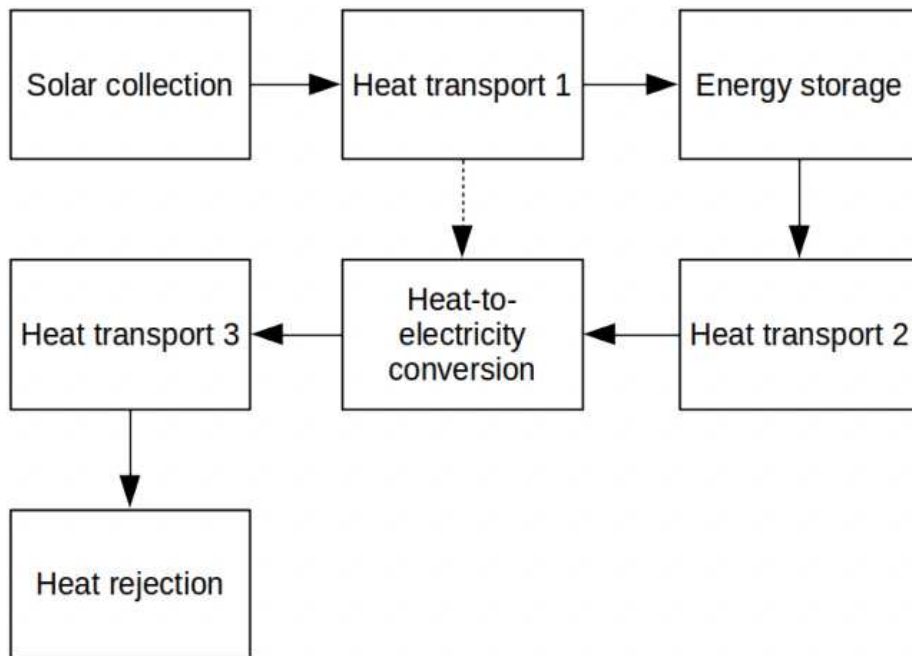 Solar collection
Heat transport 1
Energy storage
Heat transport 3
Heat-to-
electricity
conversion
Heat transport 2
Heat rejection